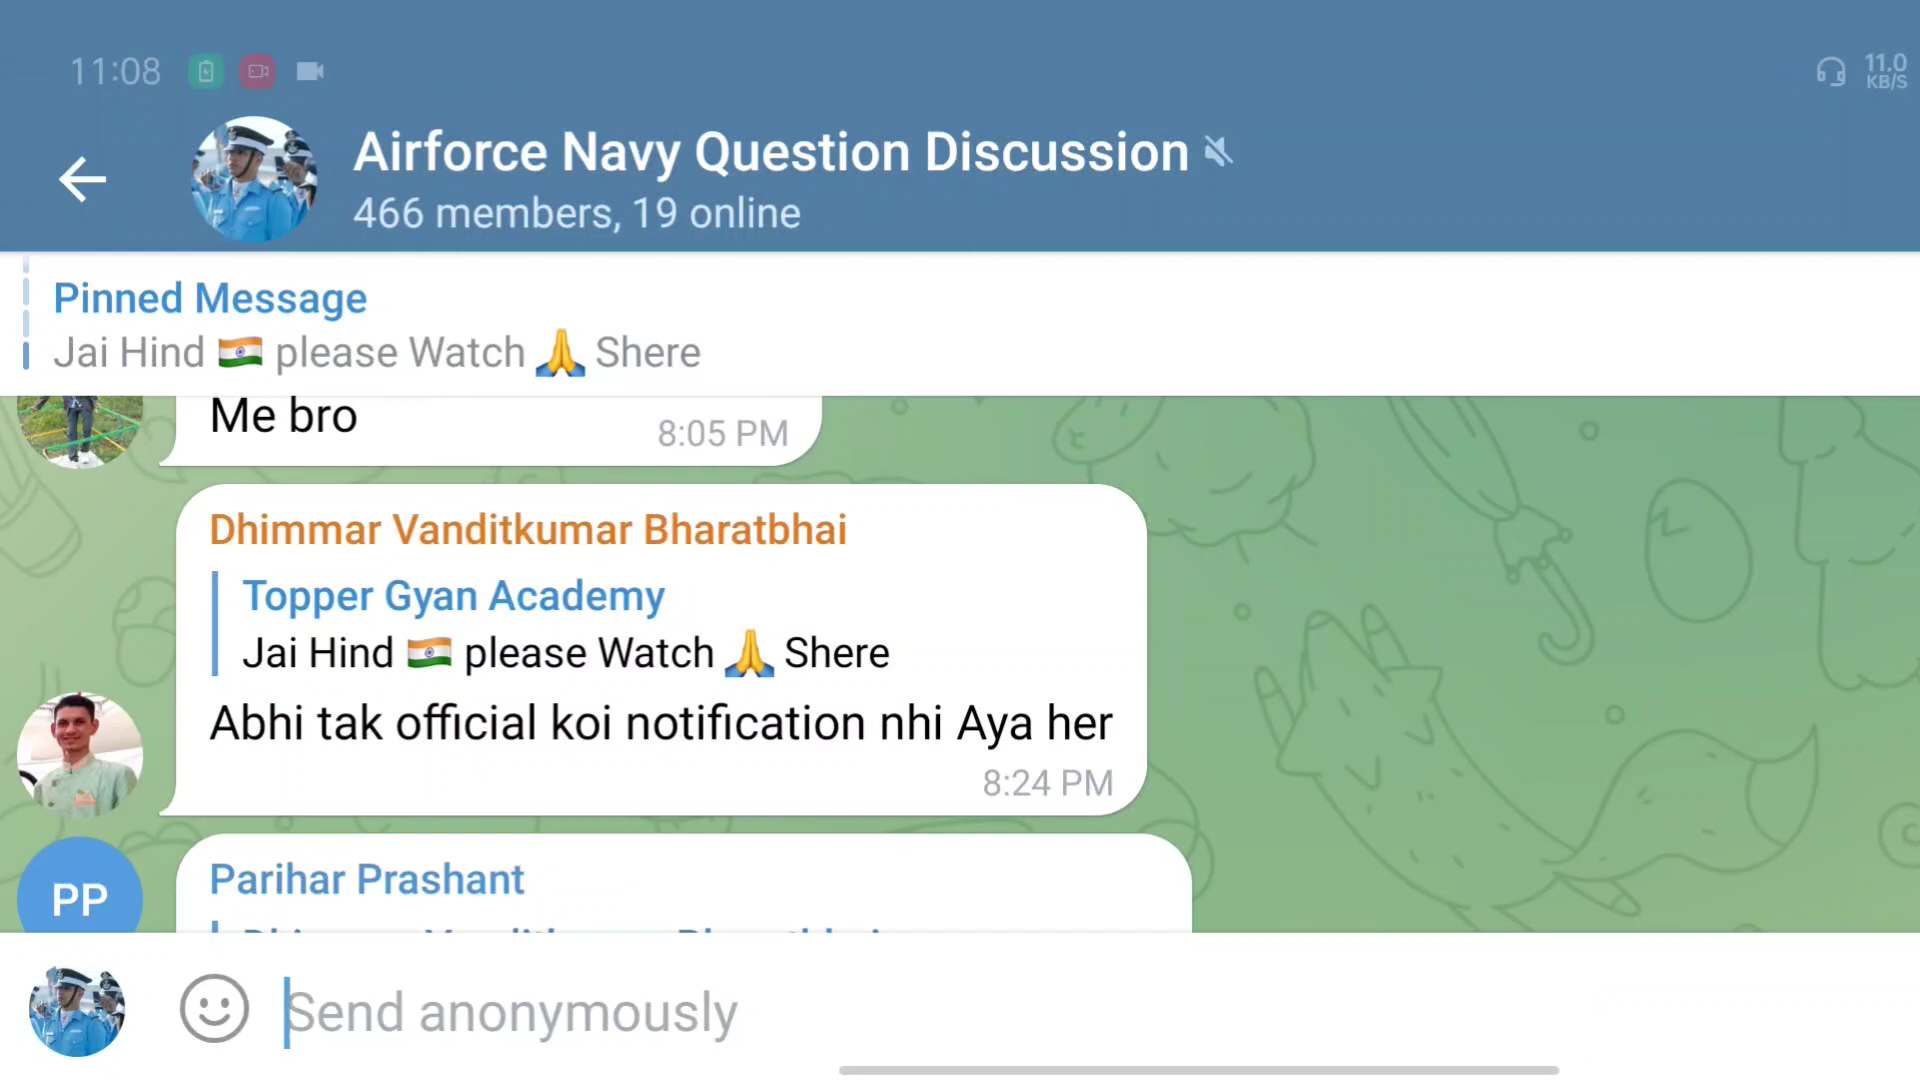 11:08
11.0
KB/S
Airforce Navy Question Discussion
466 members, 19 online
Pinned Message
Jai Hind 🇮🇳 please Watch 🙏 Shere
Me bro
8:05 PM
Dhimmar Vanditkumar Bharatbhai
Topper Gyan Academy
Jai Hind 🇮🇳 please Watch 🙏 Shere
Abhi tak official koi notification nhi Aya her
8:24 PM
PP
Parihar Prashant
Send anonymously